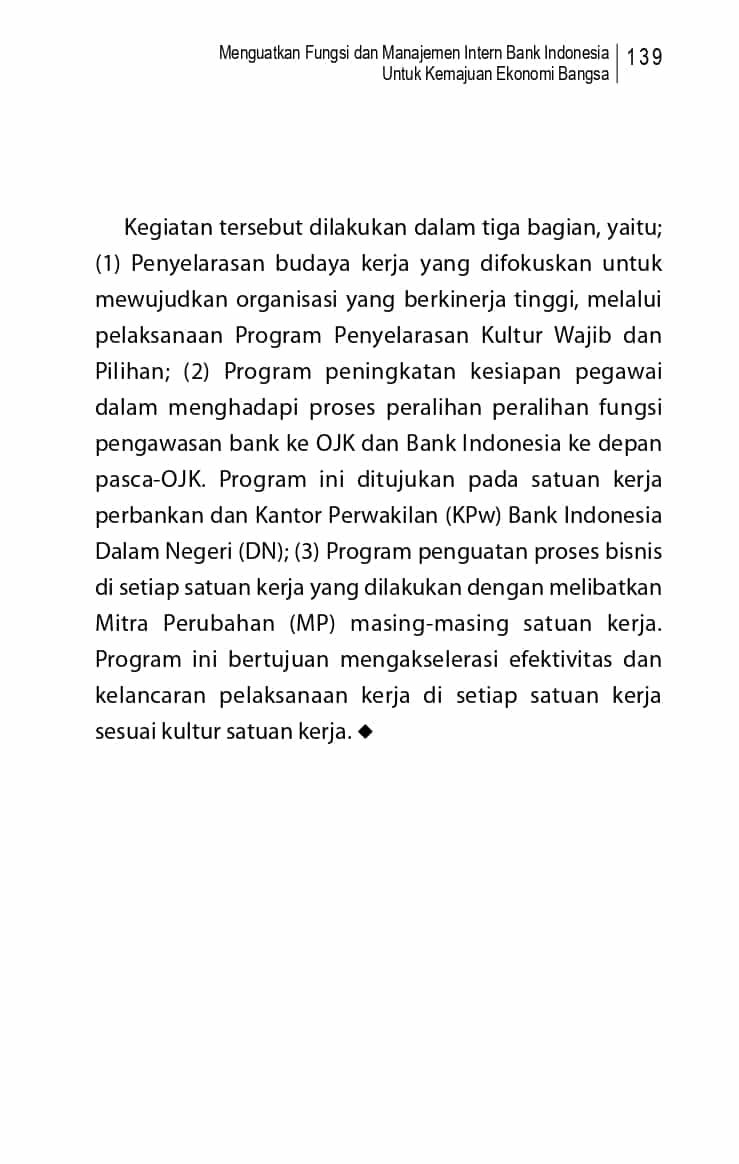 Menguatkan Fungsi dan Manajemen Intern Bank Indonesia
Untuk Kemajuan Ekonomi Bangsa
139
Kegiatan tersebut dilakukan dalam tiga bagian, yaitu;
(1) Penyelarasan budaya kerja yang difokuskan untuk
mewujudkan organisasi yang berkinerja tinggi, melalui
pelaksanaan Program Penyelarasan Kultur Wajib dan
Pilihan; (2) Program peningkatan kesiapan pegawai
dalam menghadapi proses peralihan peralihan fungsi
pengawasan bank ke OJK dan Bank Indonesia ke depan
pasca-OJK. Program ini ditujukan pada satuan kerja
perbankan dan Kantor Perwakilan (KPw) Bank Indonesia
Dalam Negeri (DN); (3) Program penguatan proses bisnis
di setiap satuan kerja yang dilakukan dengan melibatkan
Mitra Perubahan (MP) masing-masing satuan kerja.
Program ini bertujuan mengakselerasi efektivitas dan
kelancaran pelaksanaan kerja di setiap satuan kerja
sesuai kultur satuan kerja. ◆